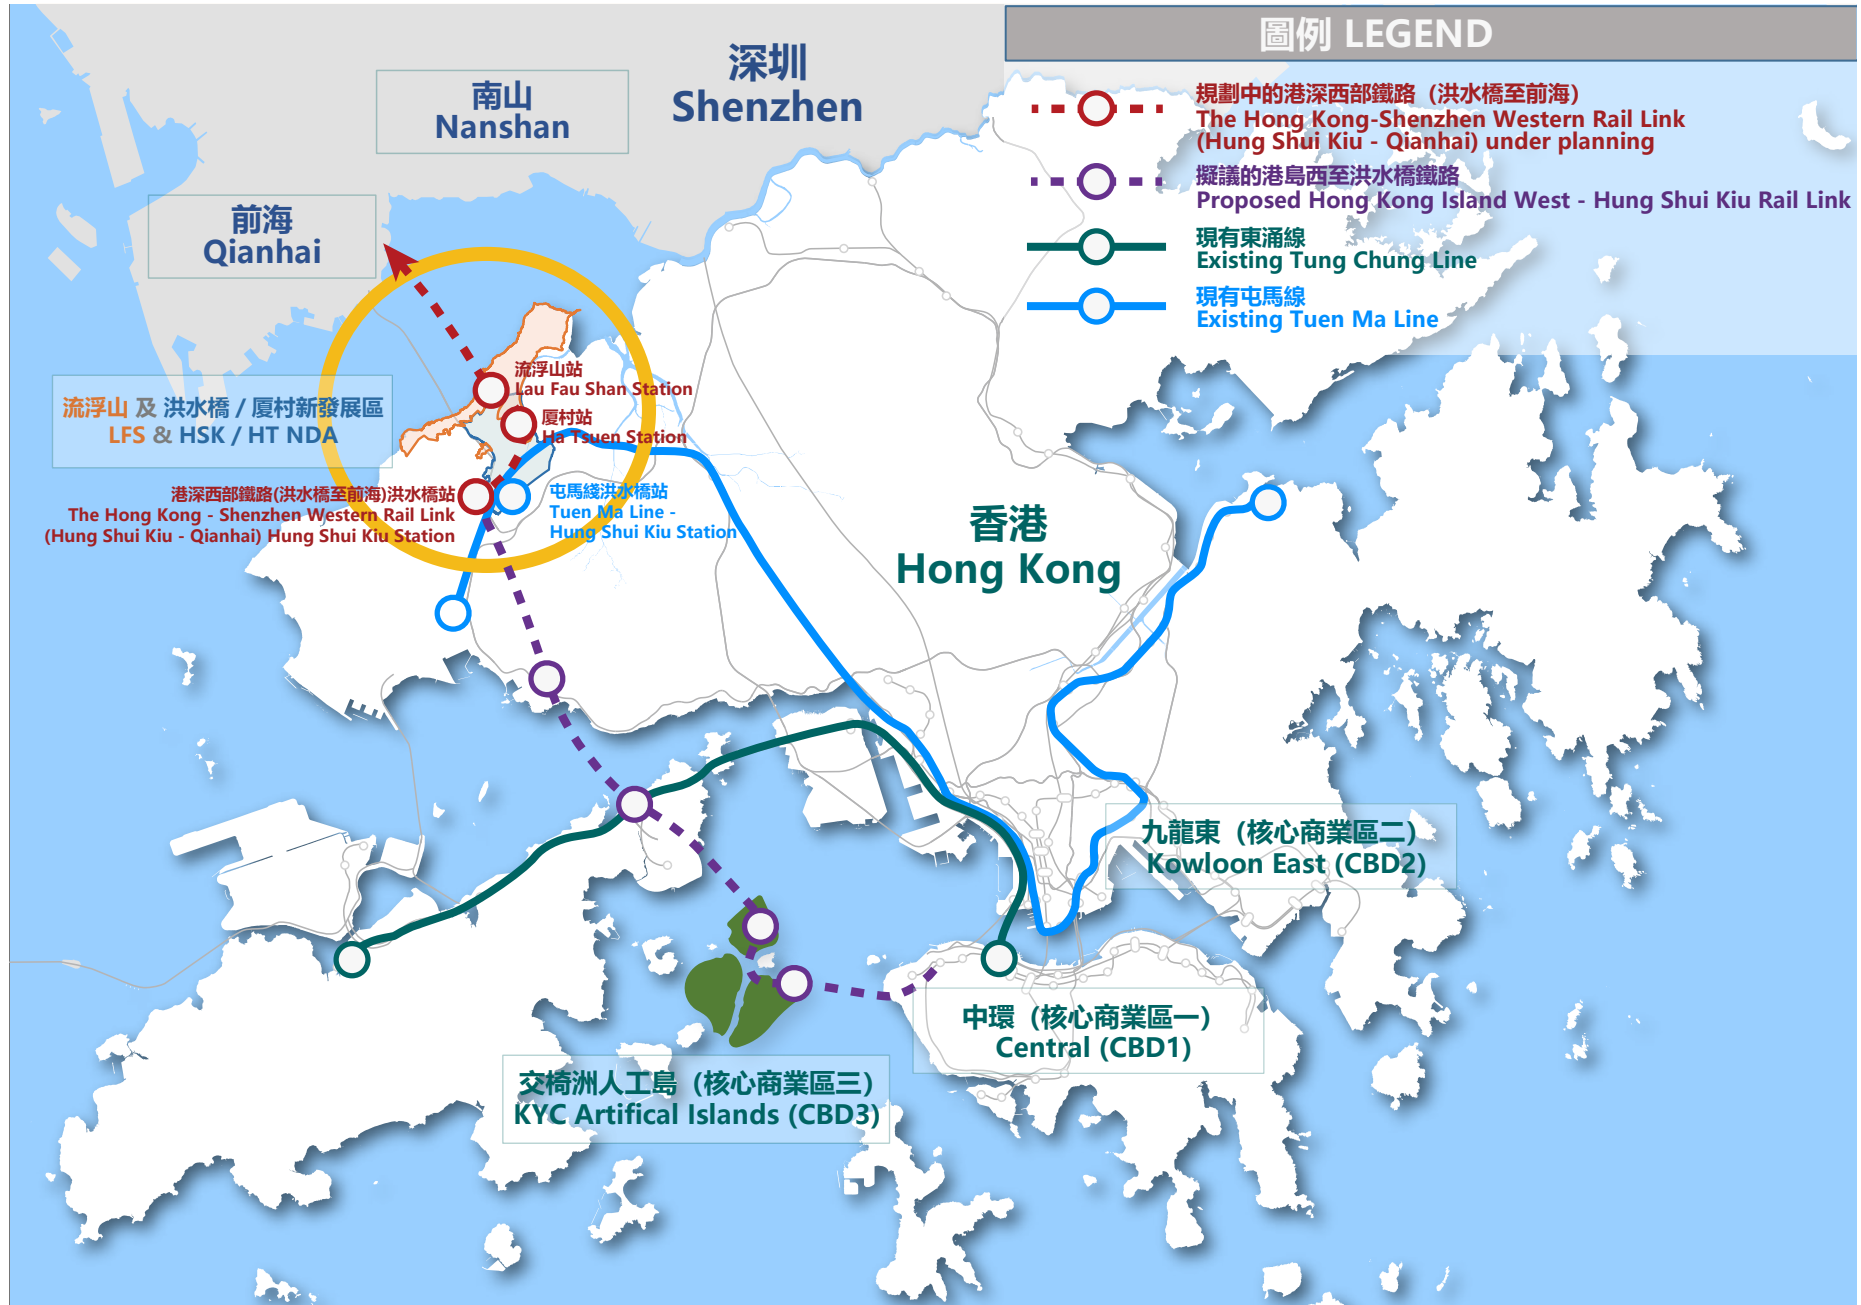 圖例 LEGEND
規劃中的港深西部鐵路（洪水橋至前海）
The Hong Kong-Shenzhen Western Rail Link
(Hung Shui Kiu - Qianhai) under planning
擬議的港島西至洪水橋鐵路
Proposed Hong Kong Island West - Hung Shui Kiu Rail Link
現有東涌線
Existing Tung Chung Line
現有屯馬線
Existing Tuen Ma Line
深圳
Shenzhen
南山
Nanshan
前海
Qianhai
流浮山站
Lau Fau Shan Station
厦村站
Ha Tsuen Station
流浮山 及 洪水橋 / 厦村新發展區
LFS & HSK / HT NDA
港深西部鐵路(洪水橋至前海)洪水橋站
The Hong Kong - Shenzhen Western Rail Link
(Hung Shui Kiu - Qianhai) Hung Shui Kiu Station
屯馬綫洪水橋站
Tuen Ma Line -
Hung Shui Kiu Station
香港
Hong Kong
九龍東（核心商業區二）
Kowloon East (CBD2)
中環（核心商業區一）
Central (CBD1)
交椅洲人工島（核心商業區三）
KYC Artifical Islands (CBD3)